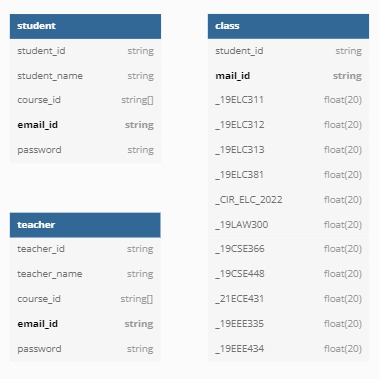 student
student_id string
student_name string
course_id string[]
email_id string
password string
teacher
teacher_id string
teacher_name string
course_id string[]
email_id string
password string
class
student_id string
mail_id string
_19ELC311 float(20)
_19ELC312 float(20)
_19ELC313 float(20)
_19ELC381 float(20)
_CIR_ELC_2022 float(20)
_19LAW300 float(20)
_19CSE366 float(20)
_19CSE448 float(20)
_21ECE431 float(20)
_19EEE335 float(20)
_19EEE434 float(20)